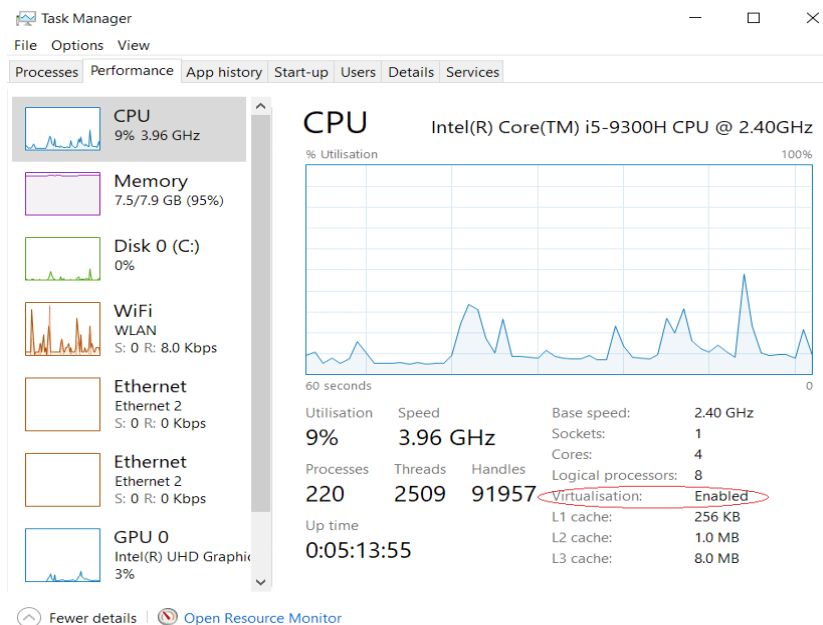 Task Manager
File Options View
Processes Performance App history Start-up Users Details Services
CPU
9% 3.96 GHz
Memory
7.5/7.9 GB (95%)
Disk 0 (C:)
0%
WiFi
WLAN
S: 0 R: 8.0 Kbps
Ethernet
Ethernet 2
S: 0 R: 0 Kbps
Ethernet
Ethernet 2
S: 0 R: 0 Kbps
GPU 0
Intel(R) UHD Graphic
3%
CPU Intel(R) Core(TM) i5-9300H CPU @ 2.40GHz
% Utilisation 100%
60 seconds 0
Utilisation Speed
9% 3.96 GHz
Processes Threads Handles
220 2509 91957
Up time
0:05:13:55
Base speed: 2.40 GHz
Sockets: 1
Cores: 4
Logical processors: 8
Virtualisation: Enabled
L1 cache: 256 KB
L2 cache: 1.0 MB
L3 cache: 8.0 MB
Fewer details Open Resource Monitor